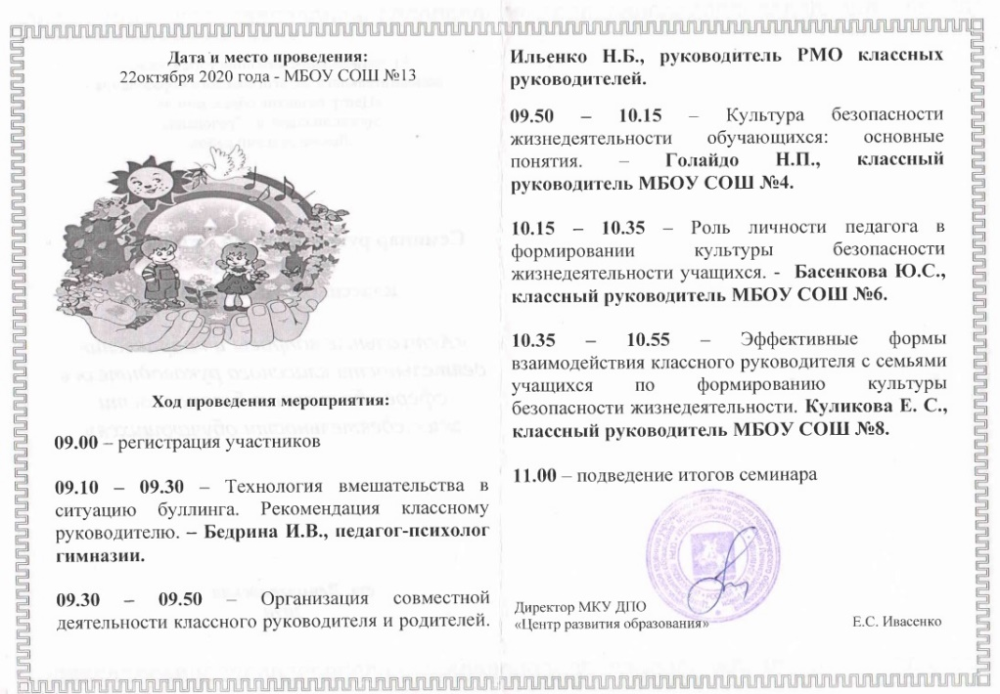 Дата и место проведения:
22октября 2020 года - МБОУ СОШ №13
Ход проведения мероприятия:
09.00 – регистрация участников
09.10 – 09.30 – Технология вмешательства в
ситуацию буллинга. Рекомендация классному
руководителю. – Бедрина И.В., педагог-психолог
гимназии.
09.30 – 09.50 – Организация совместной
деятельности классного руководителя и родителей.
Ильенко Н.Б., руководитель РМО классных
руководителей.
09.50 – 10.15 – Культура безопасности
жизнедеятельности обучающихся: основные
понятия. – Голайдо Н.П., классный
руководитель МБОУ СОШ №4.
10.15 – 10.35 – Роль личности педагога в
формировании культуры безопасности
жизнедеятельности учащихся. - Басенкова Ю.С.,
классный руководитель МБОУ СОШ №6.
10.35 – 10.55 – Эффективные формы
взаимодействия классного руководителя с семьями
учащихся по формированию культуры
безопасности жизнедеятельности. Куликова Е. С.,
классный руководитель МБОУ СОШ №8.
11.00 – подведение итогов семинара
Директор МКУ ДПО
«Центр развития образования» Е.С. Ивасенко